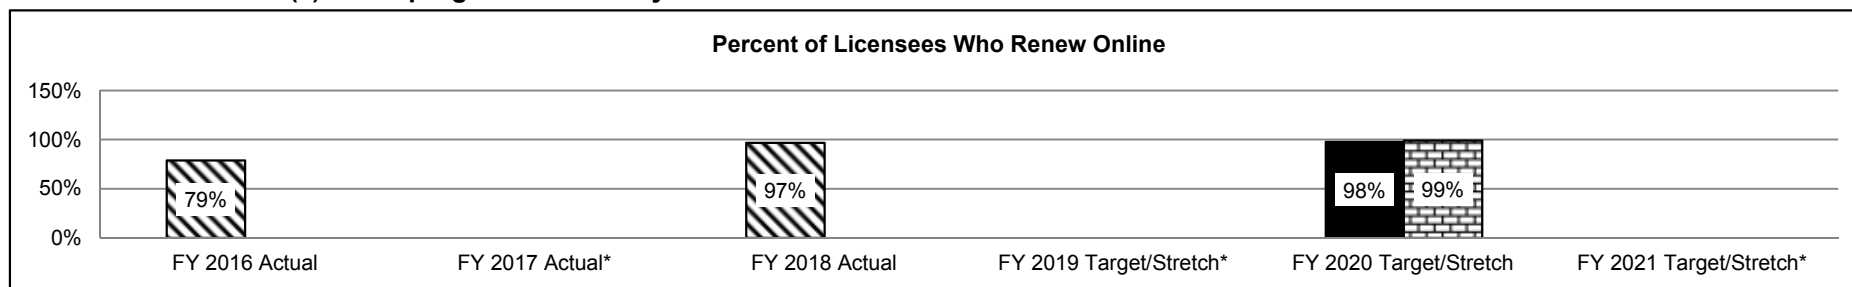 Percent of Licensees Who Renew Online
150%
100%
50%
0%
79%
97%
98%
99%
FY 2016 Actual
FY 2017 Actual*
FY 2018 Actual
FY 2019 Target/Stretch*
FY 2020 Target/Stretch
FY 2021 Target/Stretch*